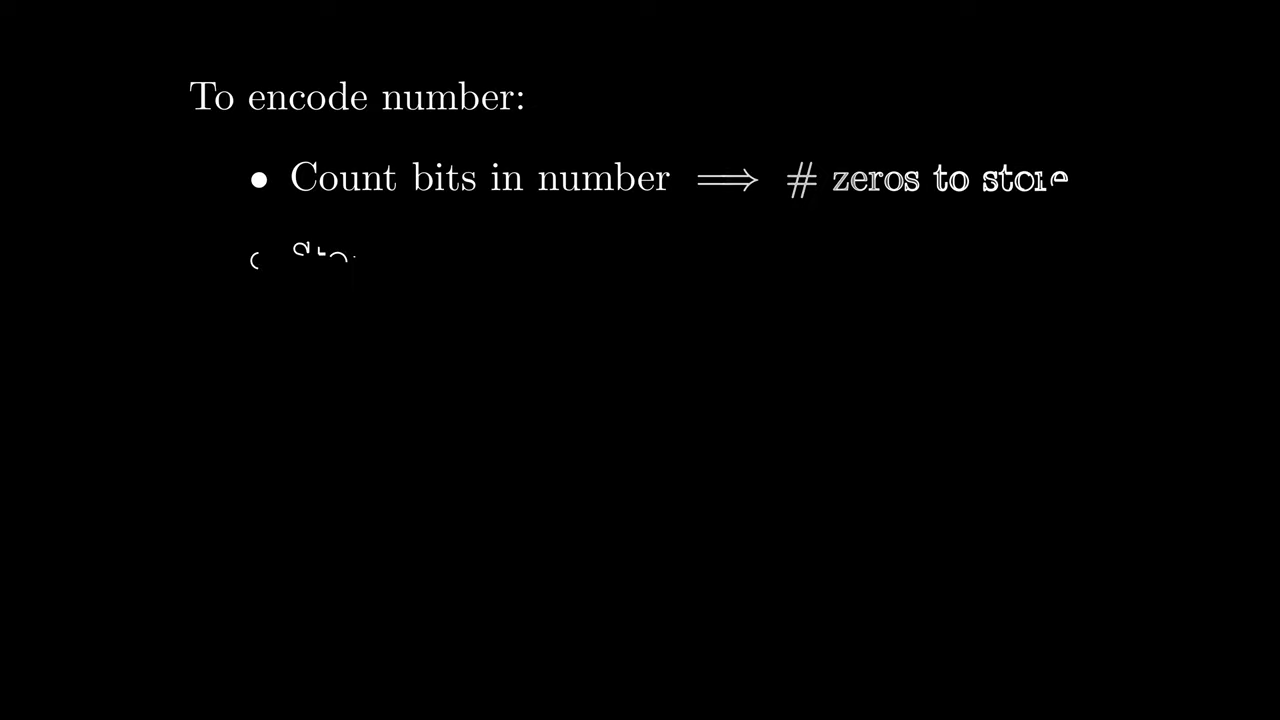 To encode number:
• Count bits in number ⟹ # zeros to store